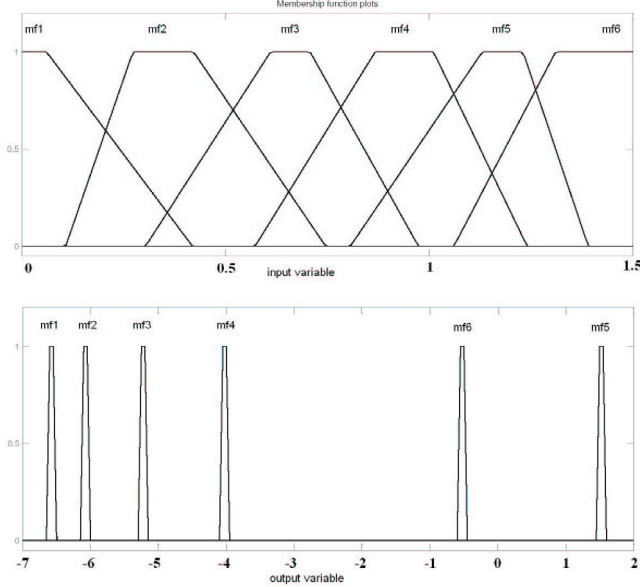 Membership function plots
mf1 mf2 mf3 mf4 mf5 mf6
1
0.5
0
0 0.5 1 1.5
input variable
mf1 mf2 mf3 mf4 mf6 mf5
1
0.5
0
-7 -6 -5 -4 -3 -2 -1 0 1 2
output variable